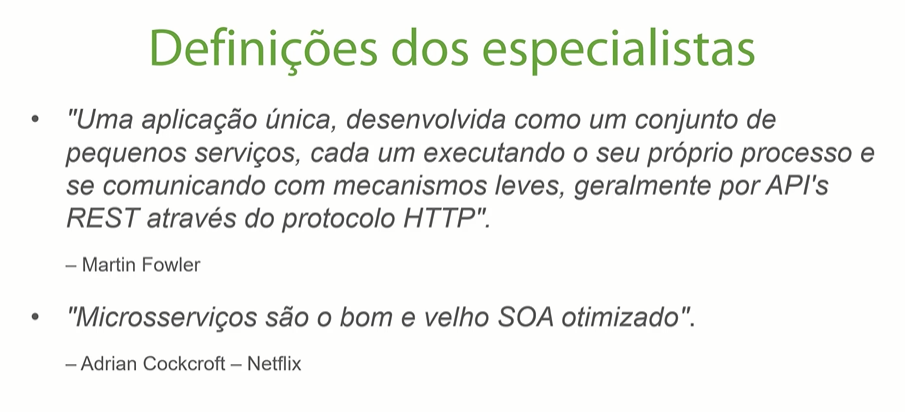 Definições dos especialistas
• "Uma aplicação única, desenvolvida como um conjunto de
pequenos serviços, cada um executando o seu próprio processo e
se comunicando com mecanismos leves, geralmente por API's
REST através do protocolo HTTP".
– Martin Fowler
• "Microsserviços são o bom e velho SOA otimizado".
– Adrian Cockcroft – Netflix